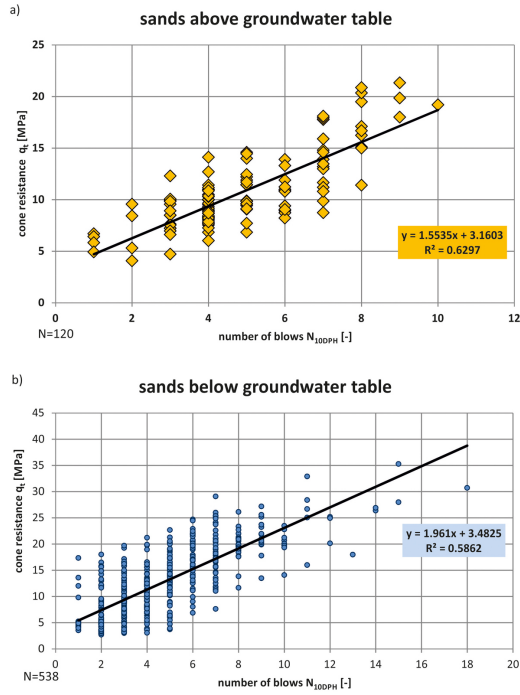 a)
sands above groundwater table
25
20
15
10
5
0
cone resistance qt [MPa]
y = 1.5535x + 3.1603
R² = 0.6297
0 2 4 6 8 10 12
N=120
number of blows N10DPH [-]
b)
sands below groundwater table
45
40
35
30
25
20
15
10
5
0
cone resistance qt [MPa]
y = 1.961x + 3.4825
R² = 0.5862
0 2 4 6 8 10 12 14 16 18 20
N=538
number of blows N10DPH [-]